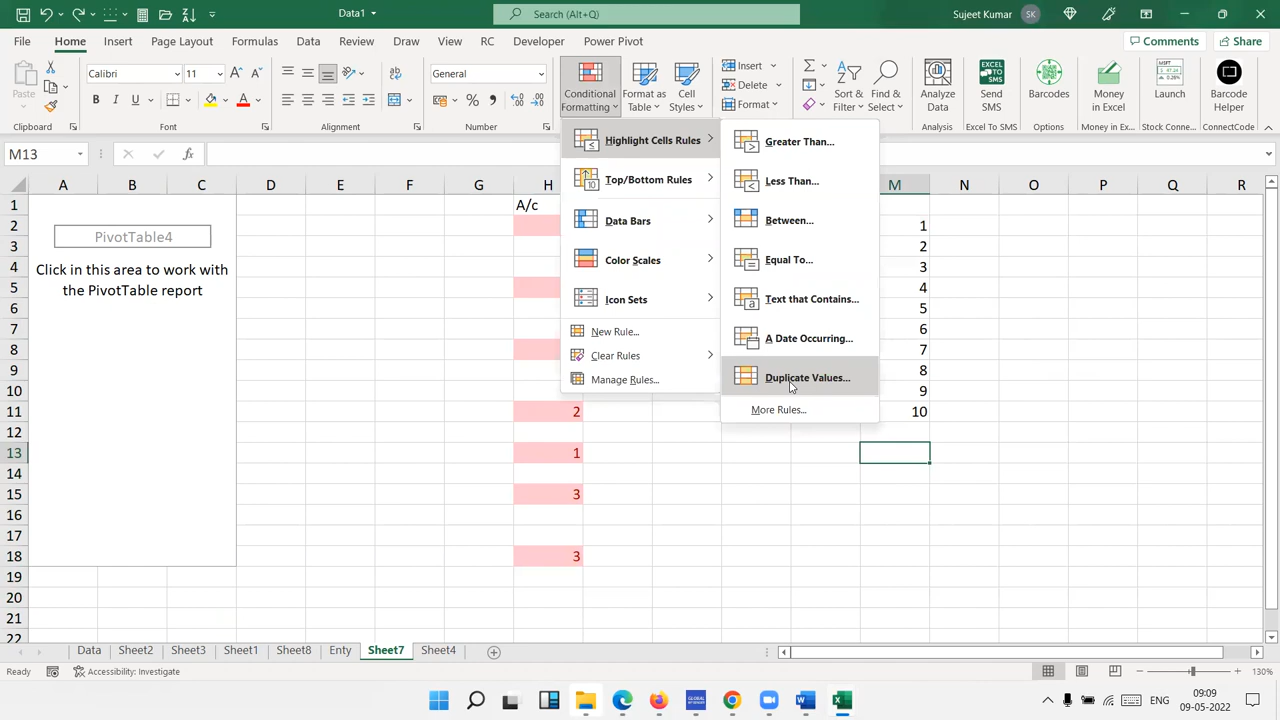 Data1
Search (Alt+Q)
Sujeet Kumar
SK
File
Home
Insert
Page Layout
Formulas
Data
Review
Draw
View
RC
Developer
Power Pivot
Comments
Share
Paste
Calibri
11
General
Conditional Formatting
Format as Table
Cell Styles
Insert
Delete
Format
Sort & Filter
Find & Select
Analyze Data
Send SMS
Barcodes
Money in Excel
Launch
Barcode Helper
Clipboard
Font
Alignment
Number
Analysis
Excel To SMS
Options
Money in Ex...
Stock Conne...
ConnectCode
M13
fx
Highlight Cells Rules
Top/Bottom Rules
Data Bars
Color Scales
Icon Sets
New Rule...
Clear Rules
Manage Rules...
Greater Than...
Less Than...
Between...
Equal To...
Text that Contains...
A Date Occurring...
Duplicate Values...
More Rules...
A B C D E F G H M N O P Q R
1 A/c
2 1
3 2
4 3
5 4
6 5
7 6
8 7
9 8
10 9
11 2 10
12
13 1
14
15 3
16
17
18 3
19
20
21
22
PivotTable4
Click in this area to work with
the PivotTable report
Data
Sheet2
Sheet3
Sheet1
Sheet8
Enty
Sheet7
Sheet4
Ready
Accessibility: Investigate
130%
ENG
09:09
09-05-2022